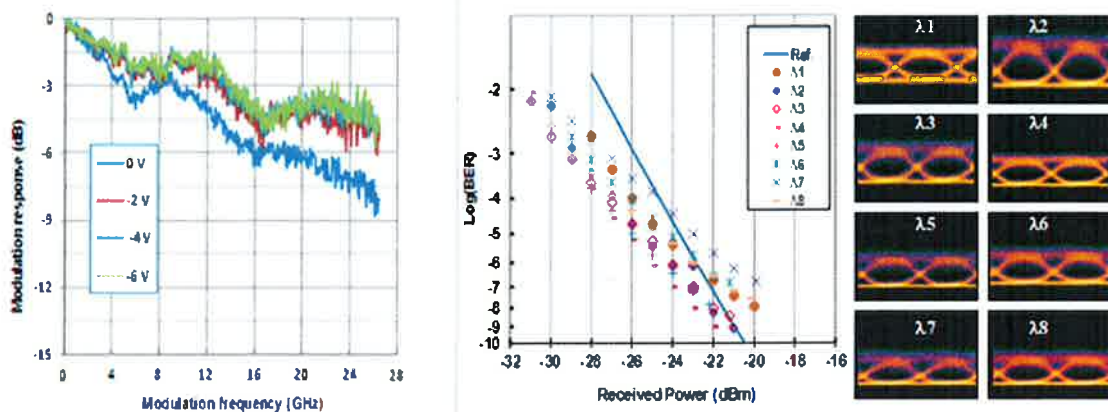 Modulation response (dB)
0
-3
-6
-9
-12
-15
0 V
-2 V
-4 V
-6 V
0 4 8 12 16 20 24 28
Modulation frequency (GHz)
Log(BER)
-2
-3
-4
-5
-6
-7
-8
-9
-10
Ref
λ1
λ2
λ3
λ4
λ5
λ6
λ7
λ8
-32 -30 -28 -26 -24 -22 -20 -18 -16
Received Power (dBm)
λ1 λ2
λ3 λ4
λ5 λ6
λ7 λ8